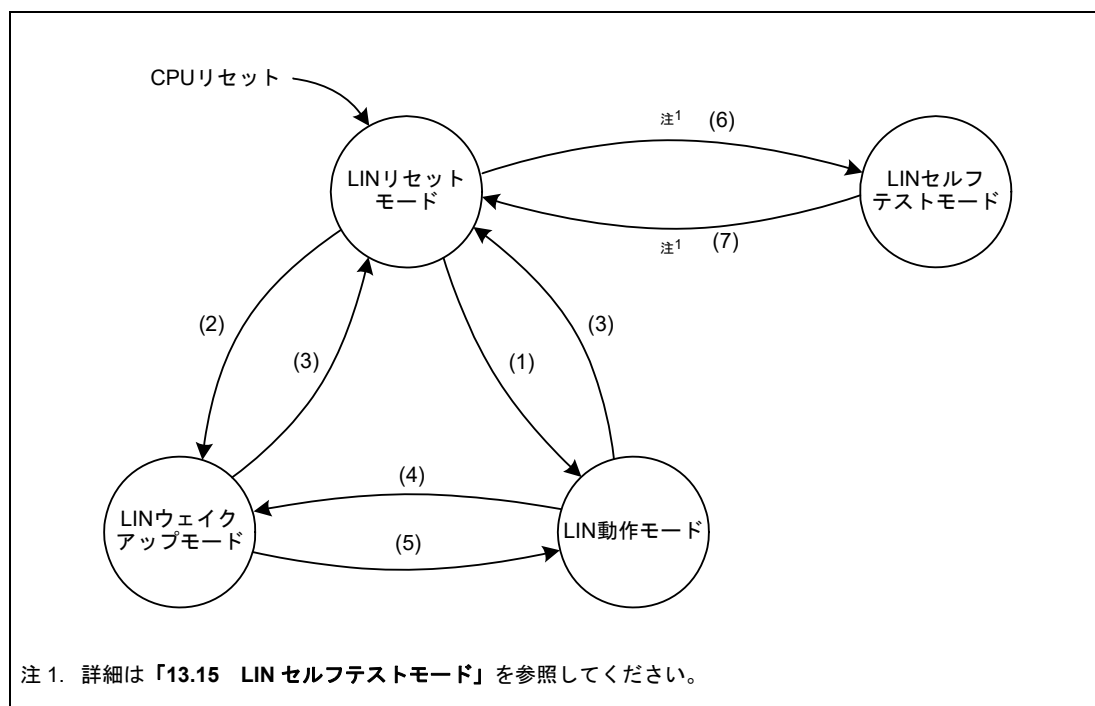 CPUリセット
LINリセット
モード
注1 (6)
LINセルフ
テストモード
注1 (7)
(2)
(3)
(1)
(3)
LINウェイク
アップモード
(4)
(5)
LIN動作モード
注 1. 詳細は「13.15 LIN セルフテストモード」を参照してください。